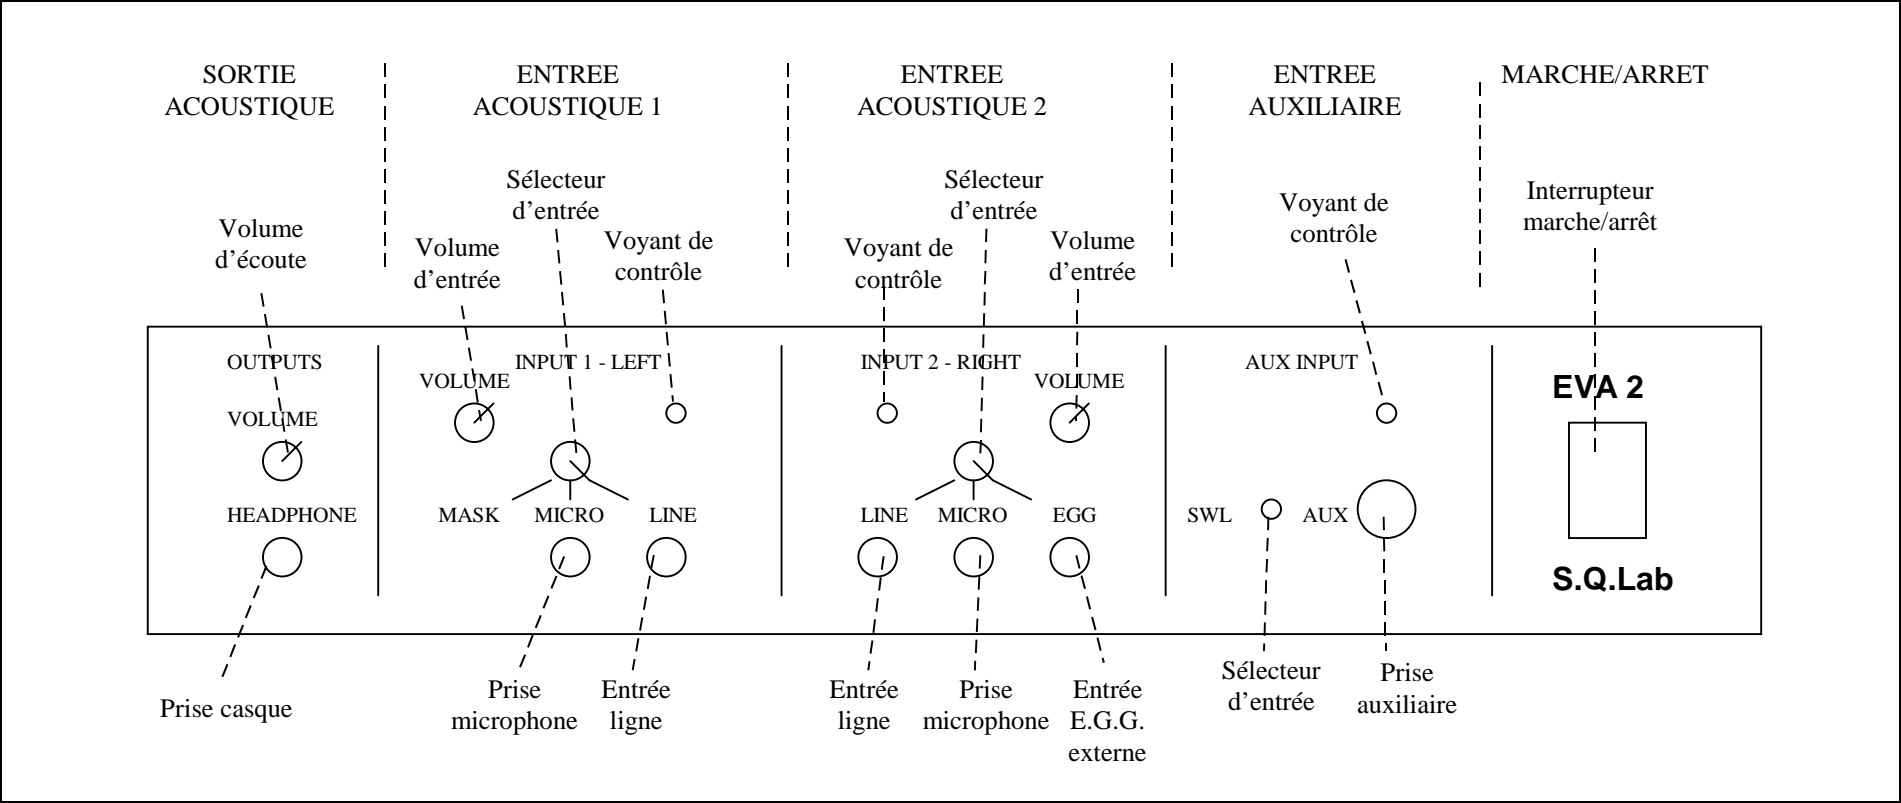 SORTIE
ACOUSTIQUE
ENTREE
ACOUSTIQUE 1
ENTREE
ACOUSTIQUE 2
ENTREE
AUXILIAIRE
MARCHE/ARRET
Volume
d’écoute
Volume
d’entrée
Sélecteur
d’entrée
Voyant de
contrôle
Voyant de
contrôle
Sélecteur
d’entrée
Volume
d’entrée
Voyant de
contrôle
Interrupteur
marche/arrêt
OUTPUTS
VOLUME
HEADPHONE
INPUT 1 - LEFT
VOLUME
MASK
MICRO
LINE
INPUT 2 - RIGHT
VOLUME
LINE
MICRO
EGG
AUX INPUT
SWL
AUX
EVA 2
S.Q.Lab
Prise casque
Prise
microphone
Entrée
ligne
Entrée
ligne
Prise
microphone
Entrée
E.G.G.
externe
Sélecteur
d’entrée
Prise
auxiliaire